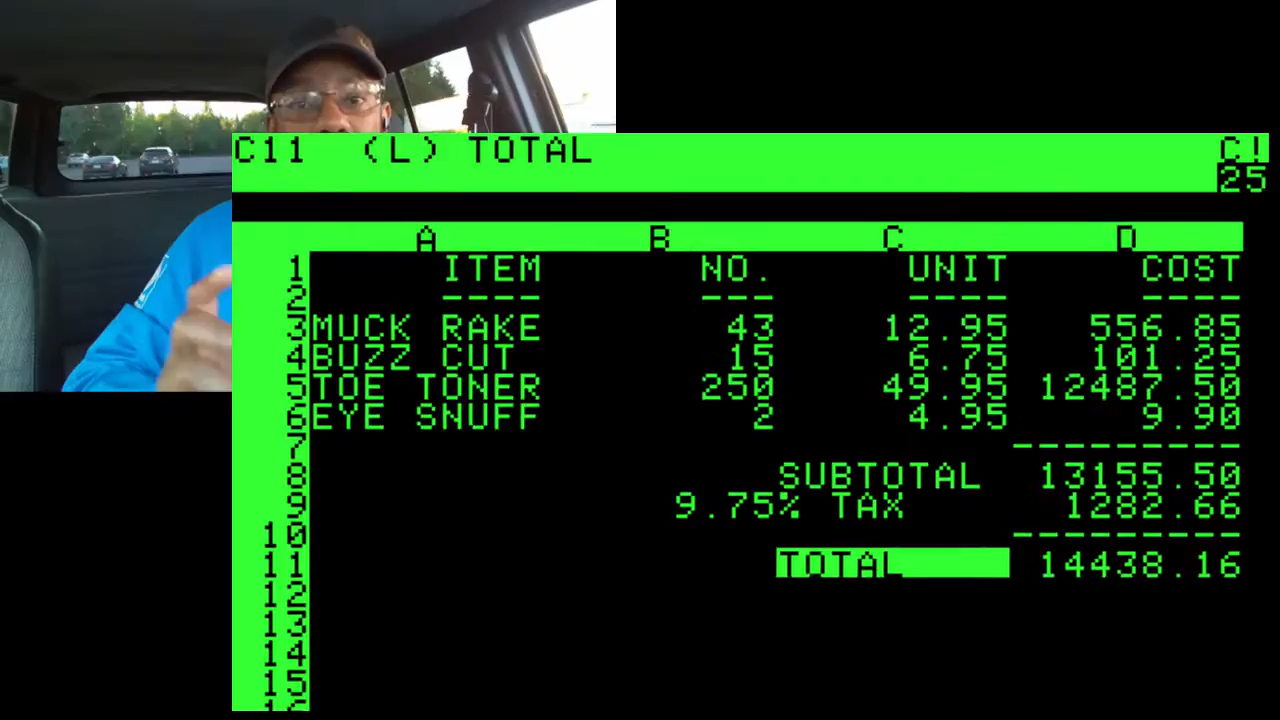 C11 (L) TOTAL C!
25
A B C D
1 ITEM NO. UNIT COST
2 ---- --- ---- ----
3 MUCK RAKE 43 12.95 556.85
4 BUZZ CUT 15 6.75 101.25
5 TOE TONER 250 49.95 12487.50
6 EYE SNUFF 2 4.95 9.90
7 ---------
8 SUBTOTAL 13155.50
9 9.75% TAX 1282.66
10 ---------
11 TOTAL 14438.16
12
13
14
15